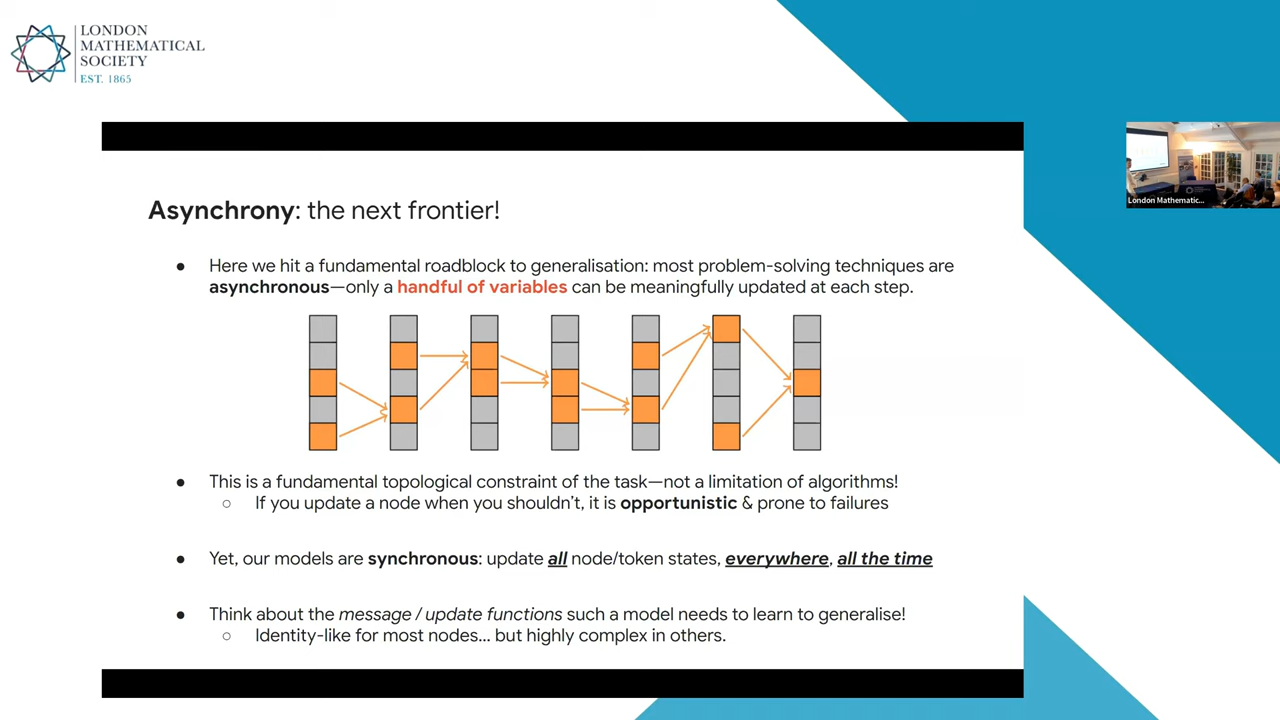 LONDON
MATHEMATICAL
SOCIETY
EST. 1865
Asynchrony: the next frontier!
● Here we hit a fundamental roadblock to generalisation: most problem-solving techniques are
asynchronous—only a handful of variables can be meaningfully updated at each step.
● This is a fundamental topological constraint of the task—not a limitation of algorithms!
○ If you update a node when you shouldn't, it is opportunistic & prone to failures
● Yet, our models are synchronous: update all node/token states, everywhere, all the time
● Think about the message / update functions such a model needs to learn to generalise!
○ Identity-like for most nodes... but highly complex in others.
London Mathematic...